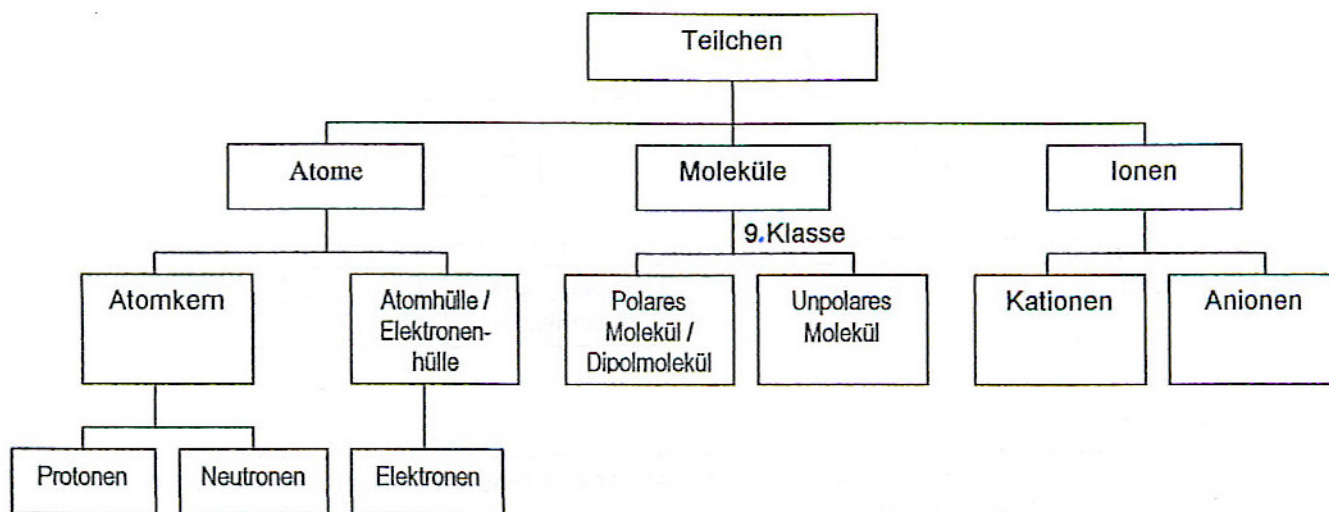 Teilchen
Atome
Moleküle
Ionen
9.Klasse
Atomkern
Atomhülle /
Elektronen-
hülle
Polares
Molekül /
Dipolmolekül
Unpolares
Molekül
Kationen
Anionen
Protonen
Neutronen
Elektronen